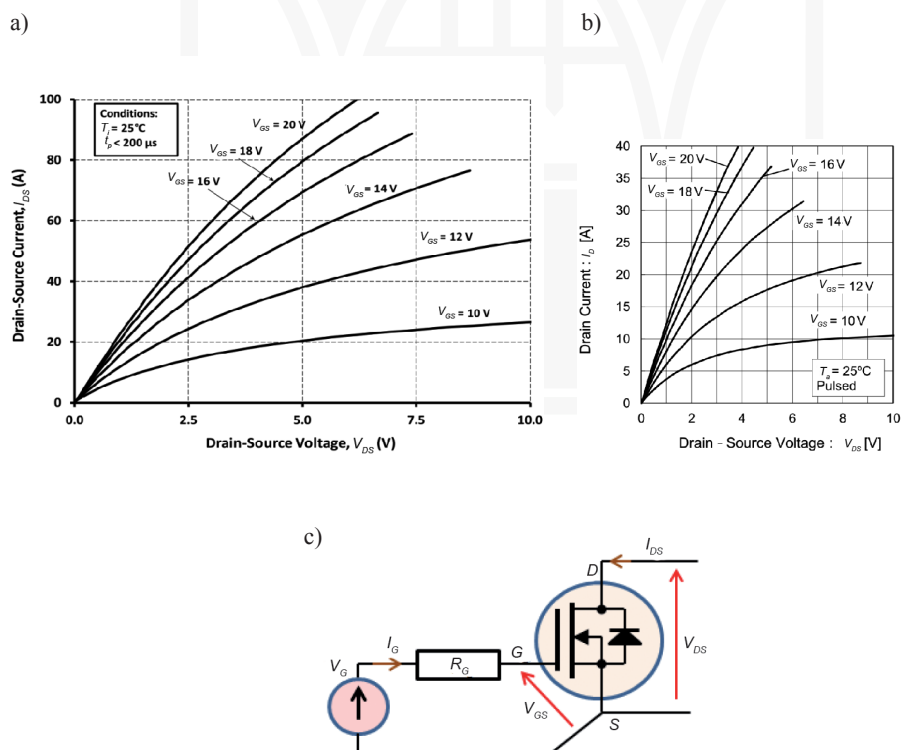 a)
b)
100
80
60
40
20
0
Conditions:
T_j = 25°C
t_p < 200 µs
V_GS = 20 V
V_GS = 18 V
V_GS = 16 V
V_GS = 14 V
V_GS = 12 V
V_GS = 10 V
0.0
2.5
5.0
7.5
10.0
Drain-Source Current, I_DS (A)
Drain-Source Voltage, V_DS (V)
40
35
30
25
20
15
10
5
0
V_GS = 20 V
V_GS = 18 V
V_GS = 16 V
V_GS = 14 V
V_GS = 12 V
V_GS = 10 V
T_a = 25ºC
Pulsed
0
2
4
6
8
10
Drain Current : I_D [A]
Drain - Source Voltage : V_DS [V]
c)
I_DS
D
V_G
I_G
R_G
G
V_GS
V_DS
S